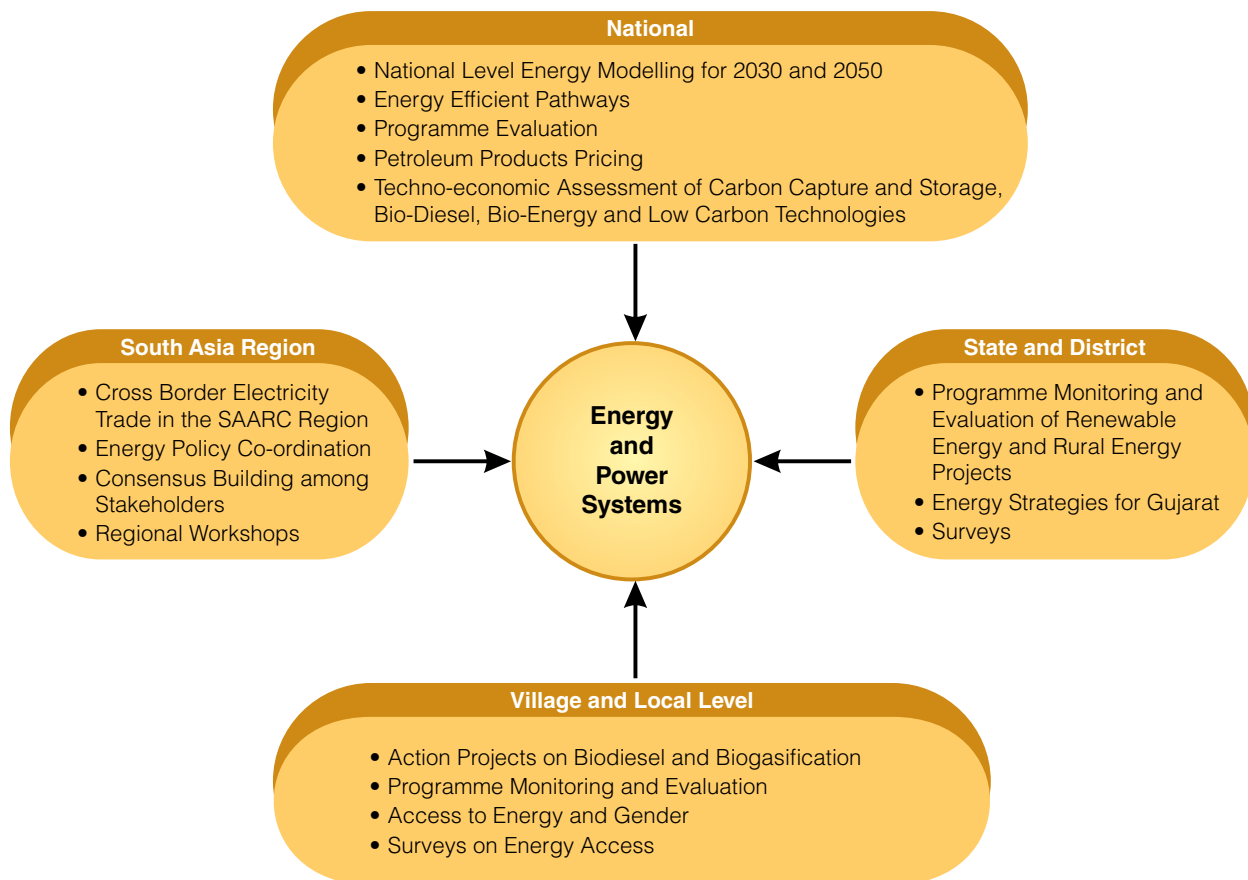 National
• National Level Energy Modelling for 2030 and 2050
• Energy Efficient Pathways
• Programme Evaluation
• Petroleum Products Pricing
• Techno-economic Assessment of Carbon Capture and Storage,
Bio-Diesel, Bio-Energy and Low Carbon Technologies
South Asia Region
• Cross Border Electricity
Trade in the SAARC Region
• Energy Policy Co-ordination
• Consensus Building among
Stakeholders
• Regional Workshops
Energy
and
Power
Systems
State and District
• Programme Monitoring and
Evaluation of Renewable
Energy and Rural Energy
Projects
• Energy Strategies for Gujarat
• Surveys
Village and Local Level
• Action Projects on Biodiesel and Biogasification
• Programme Monitoring and Evaluation
• Access to Energy and Gender
• Surveys on Energy Access